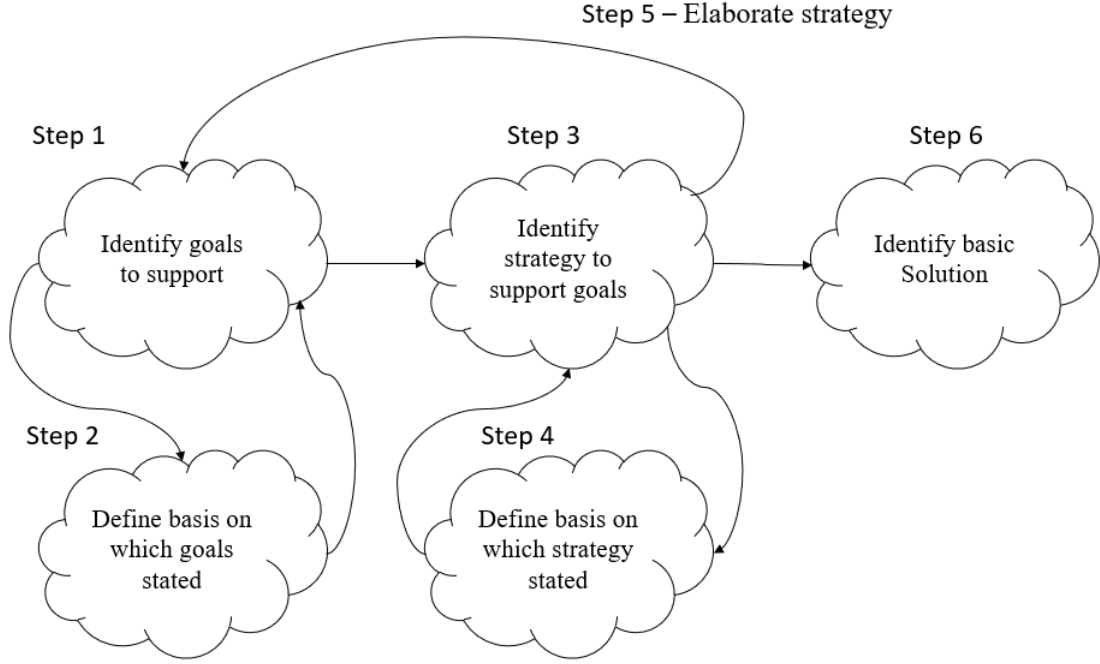 Step 5 – Elaborate strategy
Step 1
Step 3
Step 6
Identify goals
to support
Identify
strategy to
support goals
Identify basic
Solution
Step 2
Step 4
Define basis on
which goals
stated
Define basis on
which strategy
stated